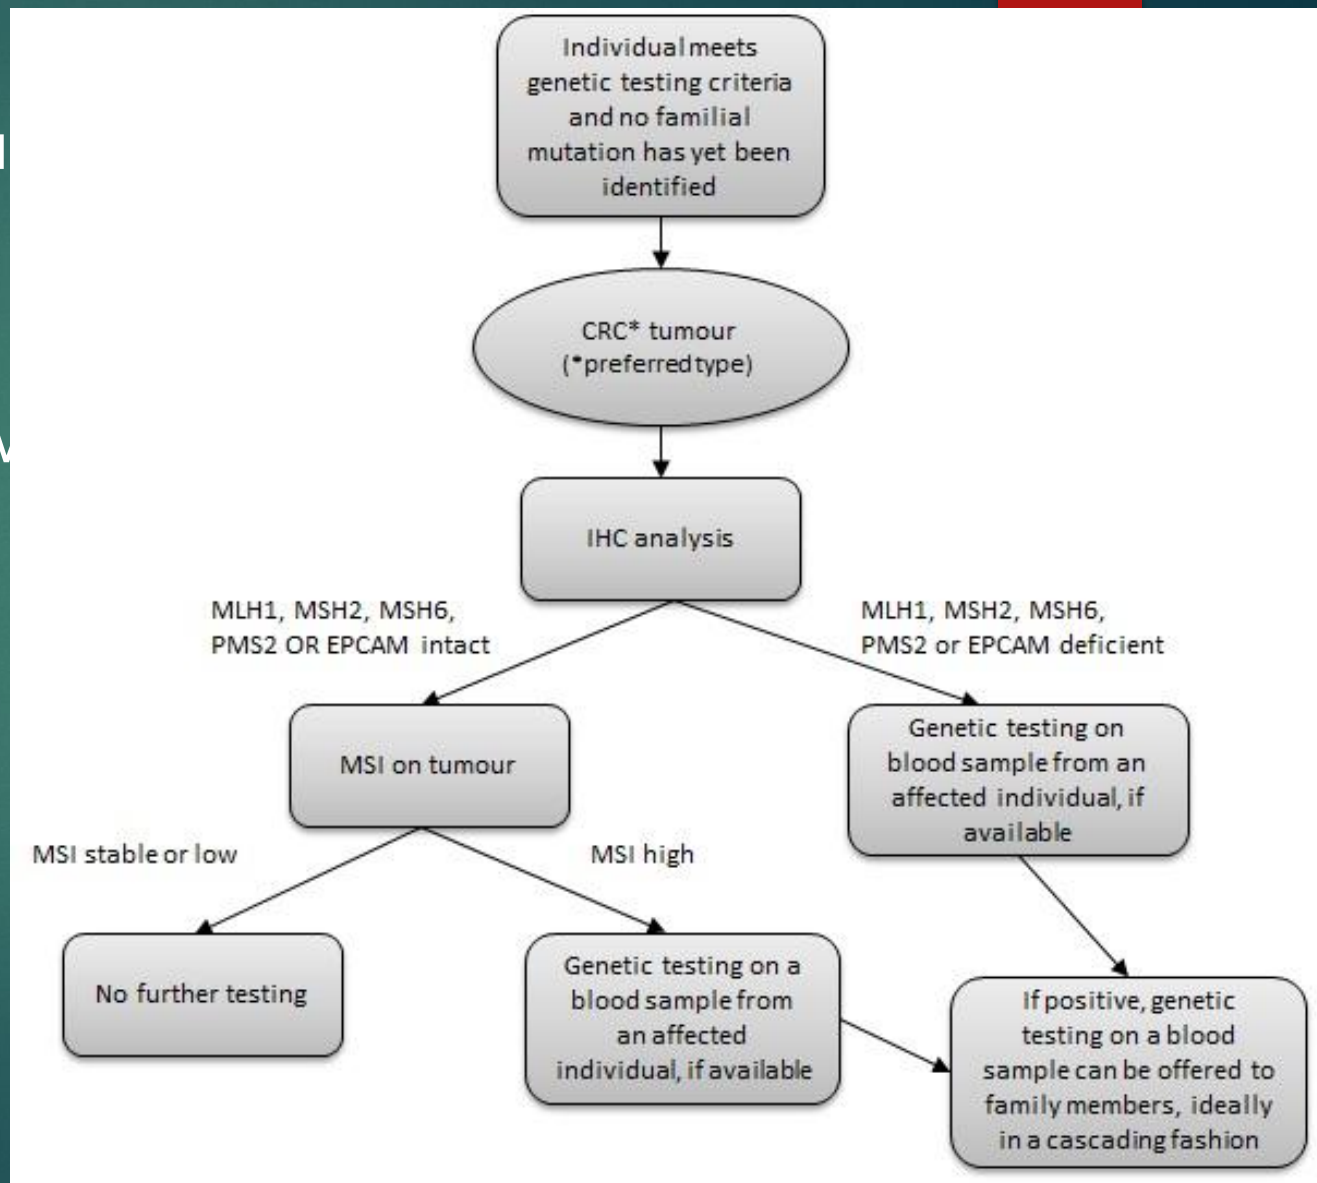 Individual meets
genetic testing criteria
and no familial
mutation has yet been
identified
CRC* tumour
(*preferred type)
IHC analysis
MLH1, MSH2, MSH6,
PMS2 OR EPCAM intact
MLH1, MSH2, MSH6,
PMS2 or EPCAM deficient
MSI on tumour
Genetic testing on
blood sample from an
affected individual, if
available
MSI stable or low
MSI high
No further testing
Genetic testing on a
blood sample from
an affected
individual, if available
If positive, genetic
testing on a blood
sample can be offered to
family members, ideally
in a cascading fashion